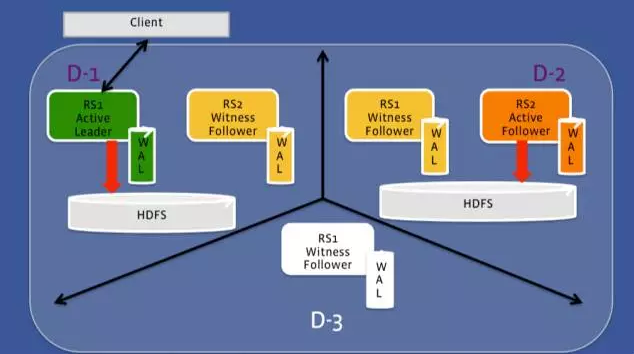 Client
D-1
D-2
RS1
Active
Leader
WAL
RS2
Witness
Follower
WAL
RS1
Witness
Follower
WAL
RS2
Active
Follower
WAL
HDFS
HDFS
RS1
Witness
Follower
WAL
D-3